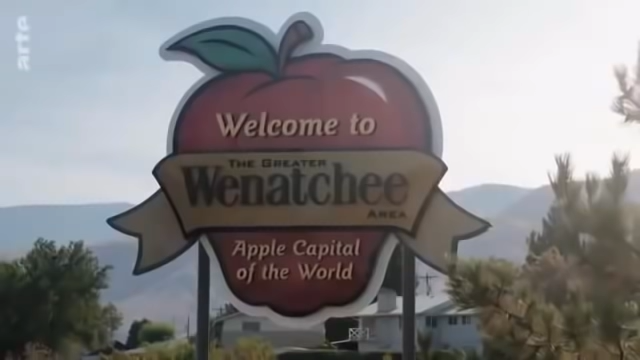 arte
Welcome to
THE GREATER
Wenatchee
AREA
Apple Capital
of the World